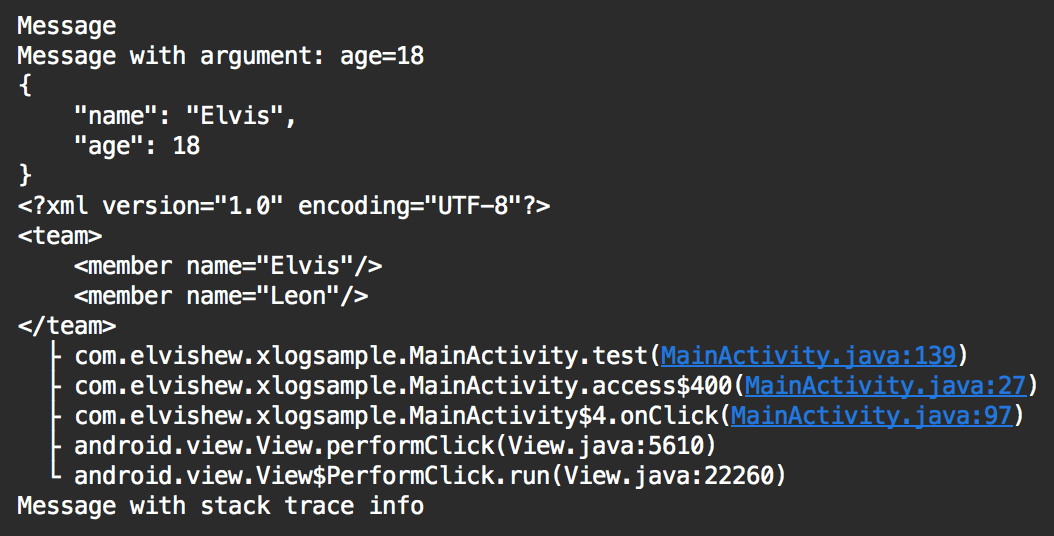 Message
Message with argument: age=18
{
    "name": "Elvis",
    "age": 18
}
<?xml version="1.0" encoding="UTF-8"?>
<team>
    <member name="Elvis"/>
    <member name="Leon"/>
</team>
  ├ com.elvishew.xlogsample.MainActivity.test(MainActivity.java:139)
  ├ com.elvishew.xlogsample.MainActivity.access$400(MainActivity.java:27)
  ├ com.elvishew.xlogsample.MainActivity$4.onClick(MainActivity.java:97)
  ├ android.view.View.performClick(View.java:5610)
  └ android.view.View$PerformClick.run(View.java:22260)
Message with stack trace info